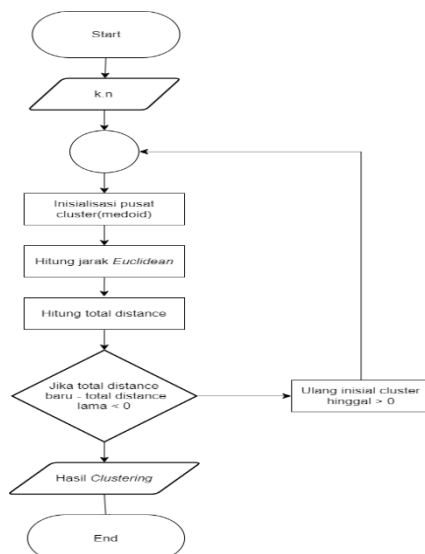 Start
k.n
Inisialisasi pusat
cluster(medoid)
Hitung jarak Euclidean
Hitung total distance
Jika total distance
baru - total distance
lama < 0
Ulang inisial cluster
hinggal > 0
Hasil Clustering
End